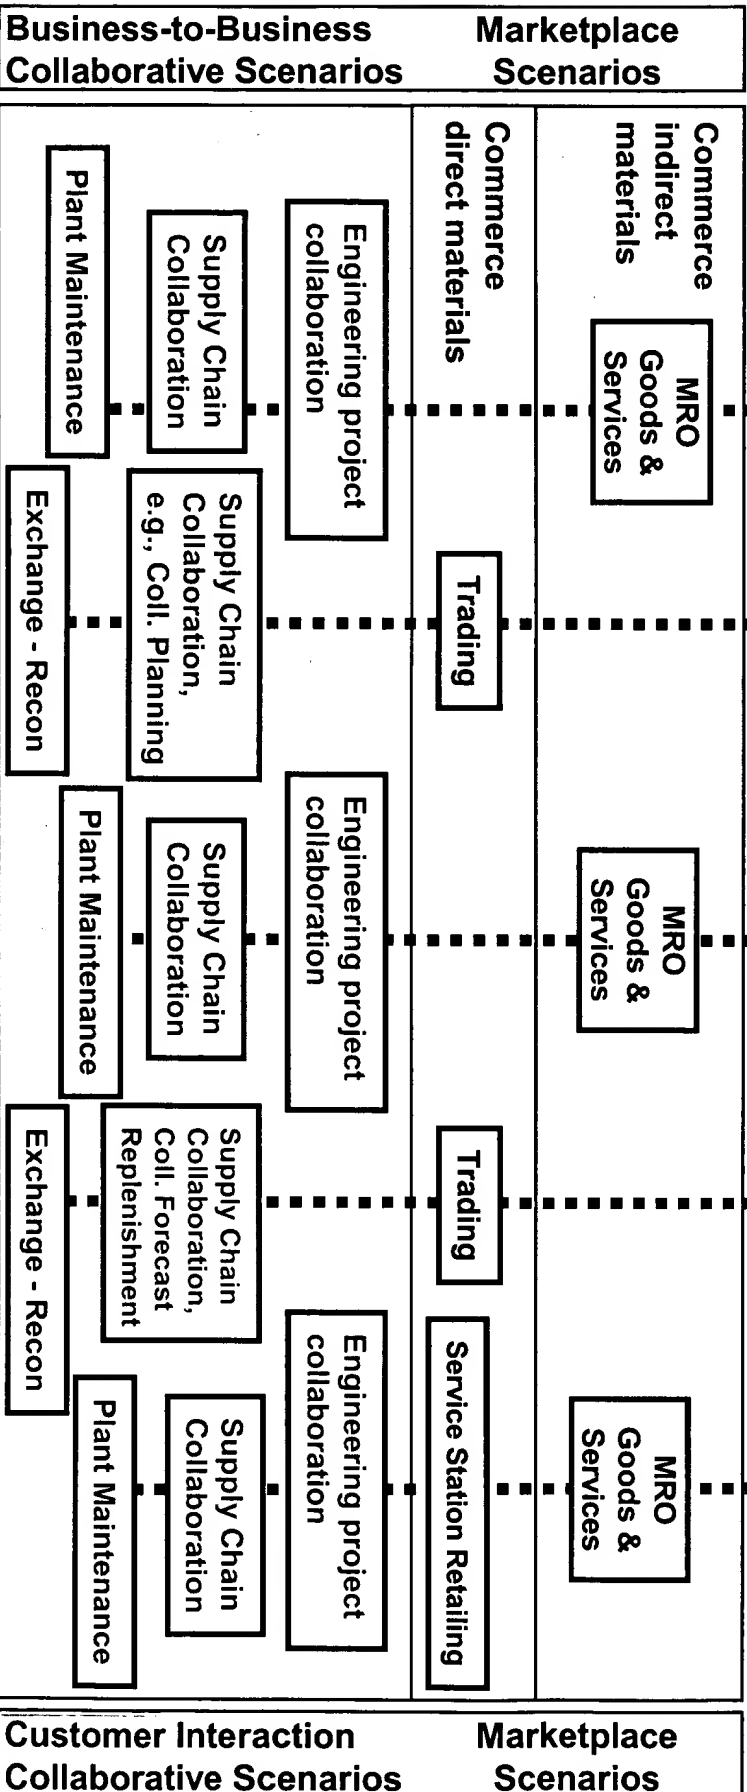 Business-to-Business
Collaborative Scenarios
Marketplace
Scenarios
Commerce
indirect
materials
MRO
Goods &
Services
MRO
Goods &
Services
MRO
Goods &
Services
Commerce
direct materials
Trading
Trading
Service Station Retailing
Engineering project
collaboration
Engineering project
collaboration
Engineering project
collaboration
Supply Chain
Collaboration
Supply Chain
Collaboration,
e.g., Coll. Planning
Supply Chain
Collaboration
Supply Chain
Collaboration,
Coll. Forecast
Replenishment
Supply Chain
Collaboration
Plant Maintenance
Exchange - Recon
Plant Maintenance
Exchange - Recon
Plant Maintenance
Customer Interaction
Collaborative Scenarios
Marketplace
Scenarios